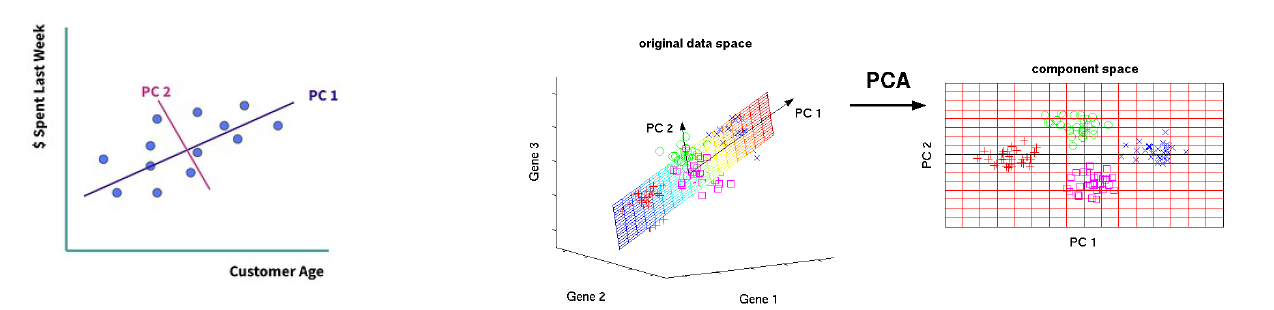 $ Spent Last Week
PC 2
PC 1
Customer Age
original data space
Gene 3
PC 2
PC 1
Gene 2
Gene 1
PCA
component space
PC 2
PC 1